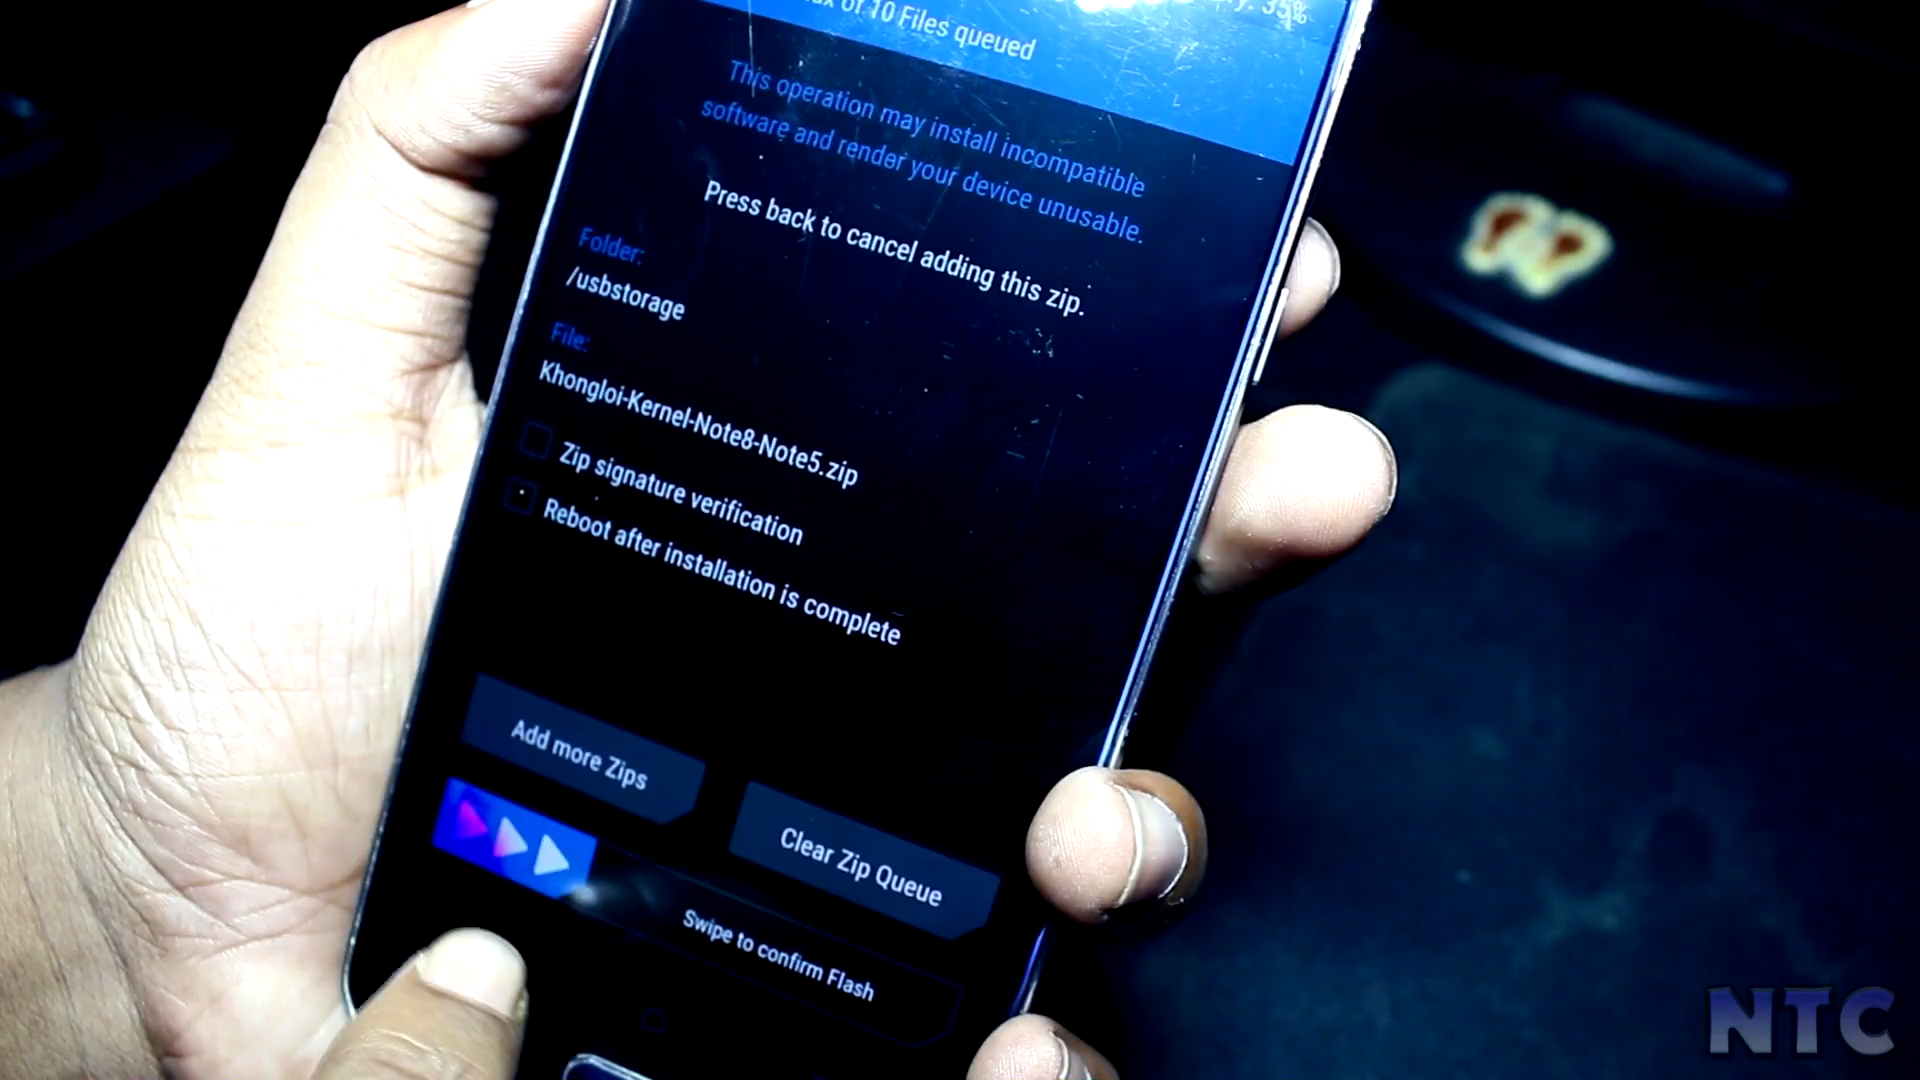 of 10 Files queued
35%
This operation may install incompatible
software and render your device unusable.
Press back to cancel adding this zip.
Folder:
/usbstorage
File:
Khongloi-Kernel-Note8-Note5.zip
Zip signature verification
Reboot after installation is complete
Add more Zips
Clear Zip Queue
Swipe to confirm Flash
NTC